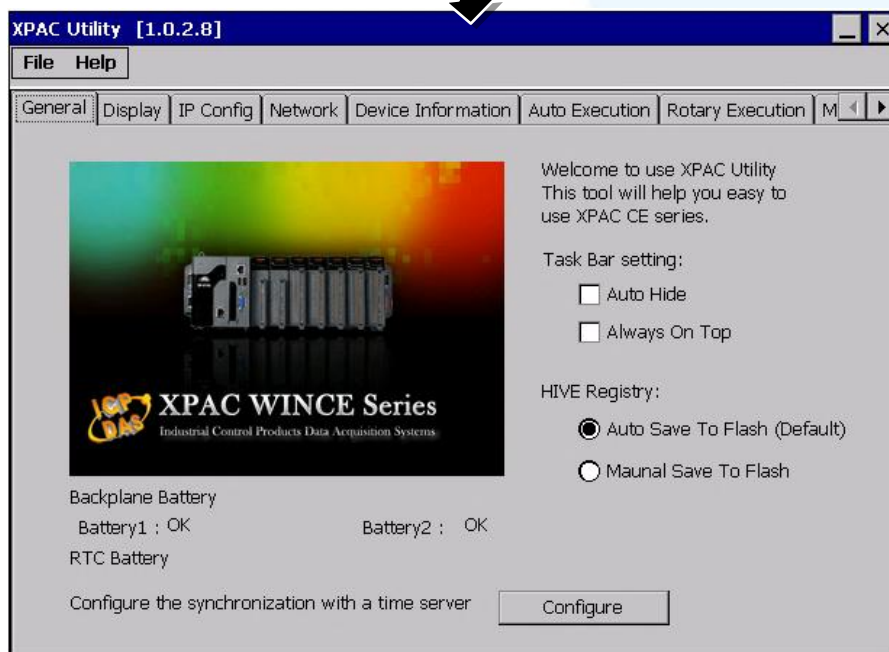 XPAC Utility [1.0.2.8]
File Help
General Display IP Config Network Device Information Auto Execution Rotary Execution M
Welcome to use XPAC Utility
This tool will help you easy to
use XPAC CE series.
Task Bar setting:
Auto Hide
Always On Top
HIVE Registry:
Auto Save To Flash (Default)
Maunal Save To Flash
ICP
DAS
XPAC WINCE Series
Industrial Control Products Data Acquisition Systems
Backplane Battery
Battery1 : OK Battery2 : OK
RTC Battery
Configure the synchronization with a time server Configure